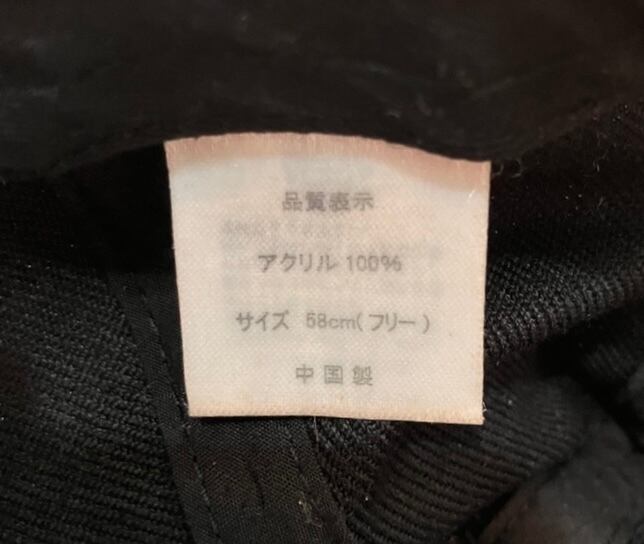 品質表示
アクリル 100%
サイズ 58cm(フリー)
中国製